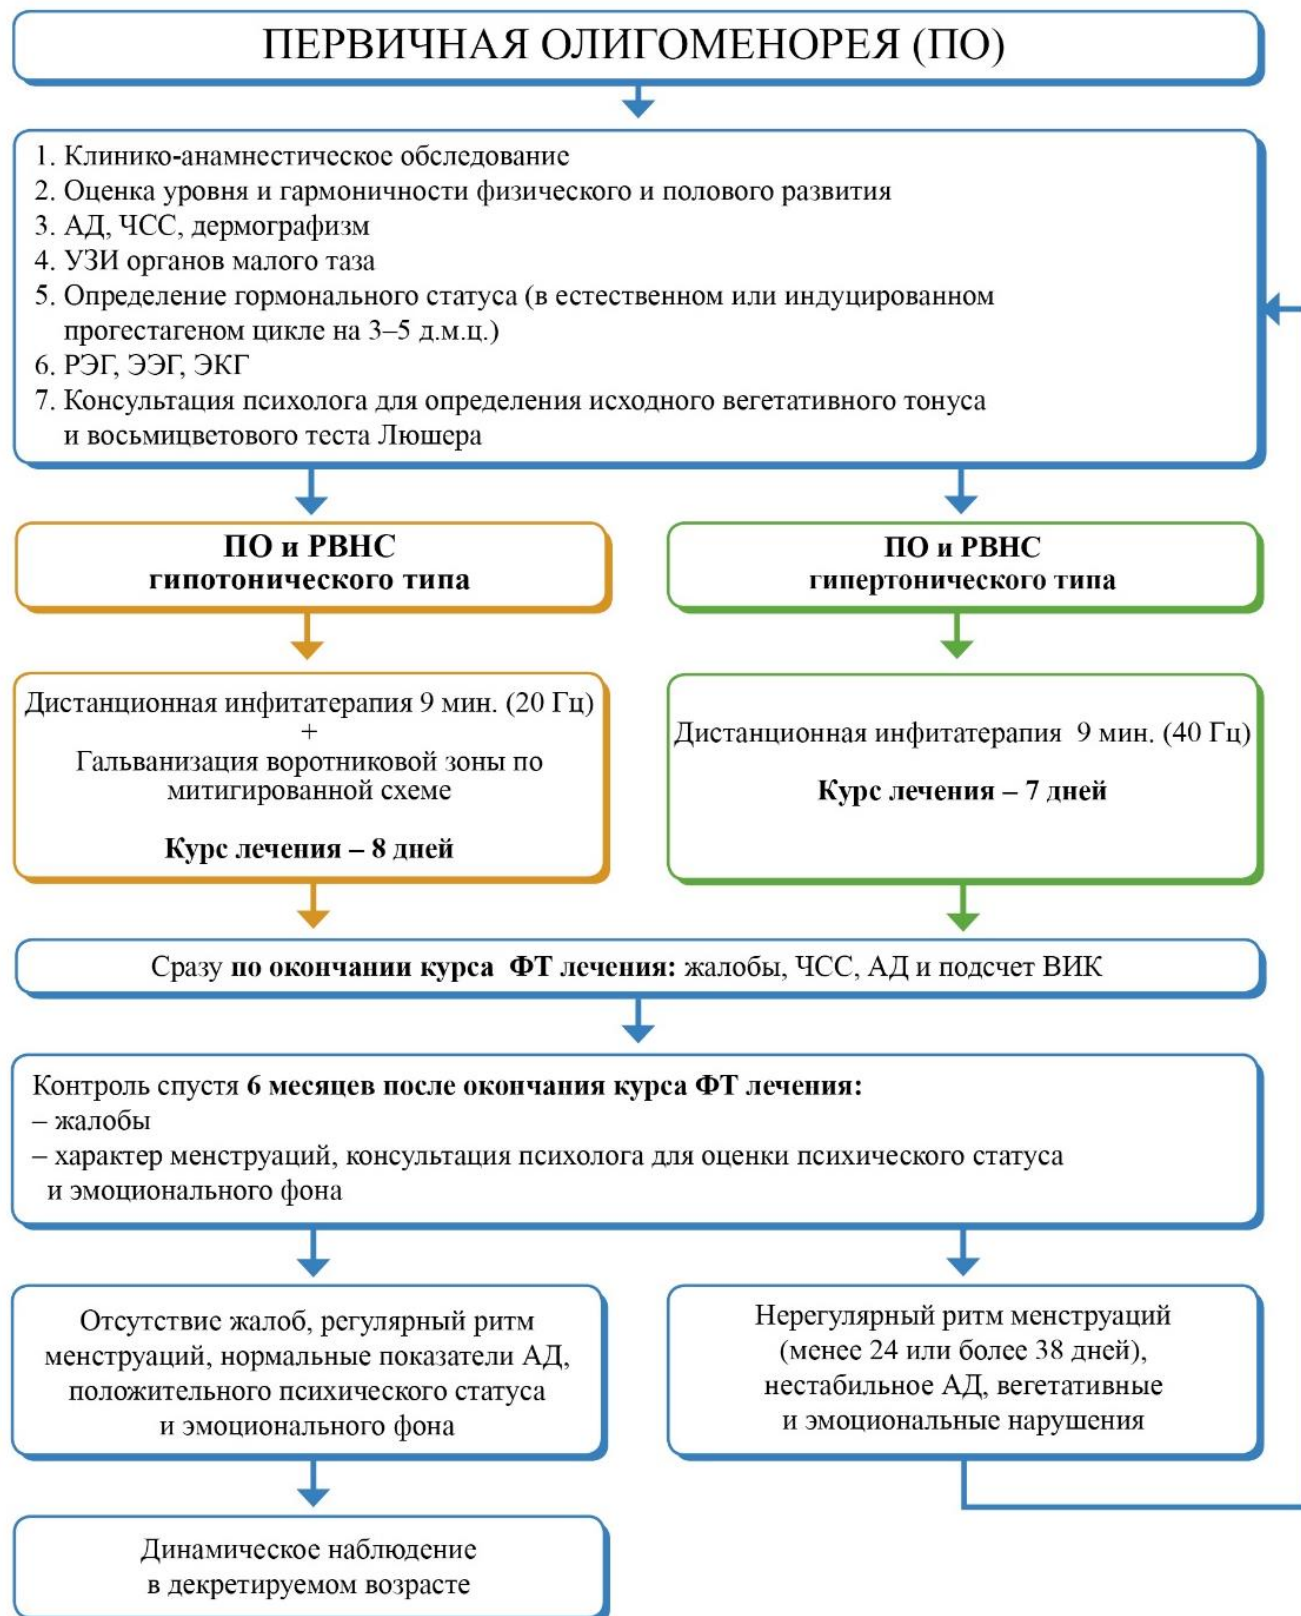 ПЕРВИЧНАЯ ОЛИГОМЕНОРЕЯ (ПО)
1. Клинико-анамнестическое обследование
2. Оценка уровня и гармоничности физического и полового развития
3. АД, ЧСС, дермографизм
4. УЗИ органов малого таза
5. Определение гормонального статуса (в естественном или индуцированном
прогестагеном цикле на 3–5 д.м.ц.)
6. РЭГ, ЭЭГ, ЭКГ
7. Консультация психолога для определения исходного вегетативного тонуса
и восьмицветового теста Люшера
ПО и РВНС
гипотонического типа
ПО и РВНС
гипертонического типа
Дистанционная инфитатерапия 9 мин. (20 Гц)
+
Гальванизация воротниковой зоны по
митигированной схеме
Курс лечения – 8 дней
Дистанционная инфитатерапия 9 мин. (40 Гц)
Курс лечения – 7 дней
Сразу по окончании курса ФТ лечения: жалобы, ЧСС, АД и подсчет ВИК
Контроль спустя 6 месяцев после окончания курса ФТ лечения:
– жалобы
– характер менструаций, консультация психолога для оценки психического статуса
и эмоционального фона
Отсутствие жалоб, регулярный ритм
менструаций, нормальные показатели АД,
положительного психического статуса
и эмоционального фона
Нерегулярный ритм менструаций
(менее 24 или более 38 дней),
нестабильное АД, вегетативные
и эмоциональные нарушения
Динамическое наблюдение
в декретируемом возрасте